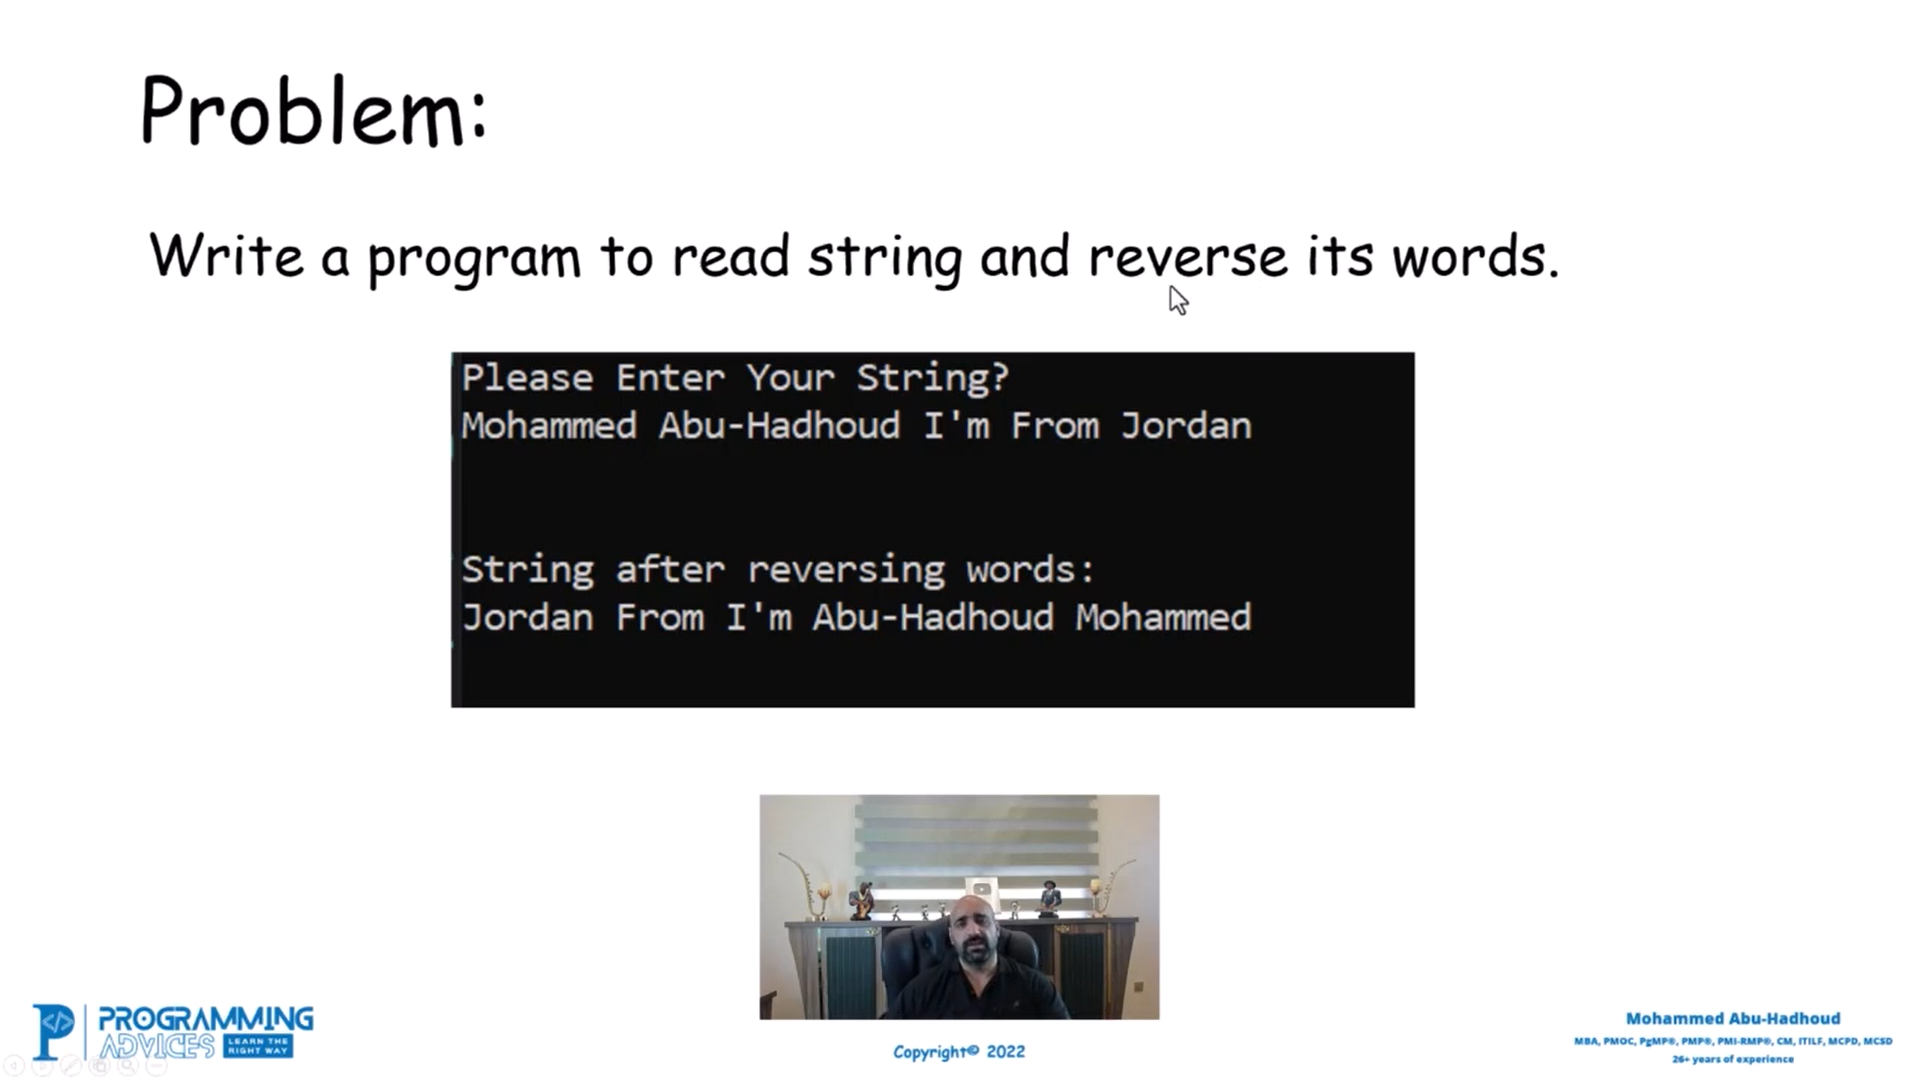 Problem:
Write a program to read string and reverse its words.
Please Enter Your String?
Mohammed Abu-Hadhoud I'm From Jordan
String after reversing words:
Jordan From I'm Abu-Hadhoud Mohammed
PROGRAMMING
ADVICES
LEARN THE
RIGHT WAY
Copyright© 2022
Mohammed Abu-Hadhoud
MBA, PMOC, PgMP®, PMP®, PMI-RMP®, CM, ITILF, MCPD, MCSD
26+ years of experience